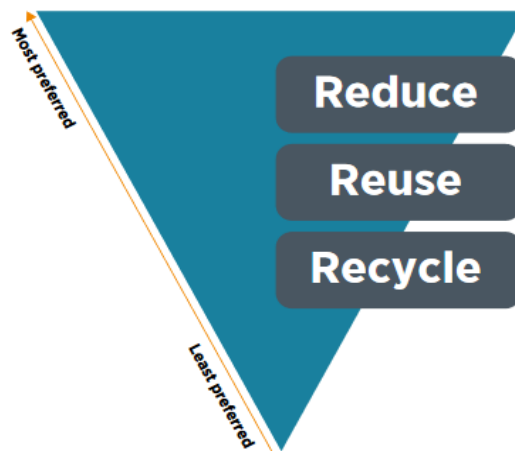 Most preferred
Reduce
Reuse
Recycle
Least preferred